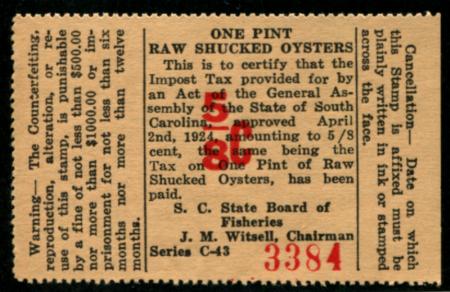 Warning— The Counterfeiting,
reproduction, alteration, or re-
use of this stamp, is punishable
by a fine of not less than $500.00
nor more than $1000.00 or im-
prisonment for not less than six
months nor more than twelve
months.
ONE PINT
RAW SHUCKED OYSTERS
This is to certify that the
Impost Tax provided for by
an Act of the General As-
sembly of the State of South
Carolina, approved April
2nd, 1924, amounting to 5/8
cent, the same being the
Tax on One Pint of Raw
Shucked Oysters, has been
paid.
5/8C
S. C. State Board of
Fisheries
J. M. Witsell, Chairman
Series C-43
3384
Cancellation— Date on which
this Stamp is affixed must be
plainly written in ink or stamped
across the face.